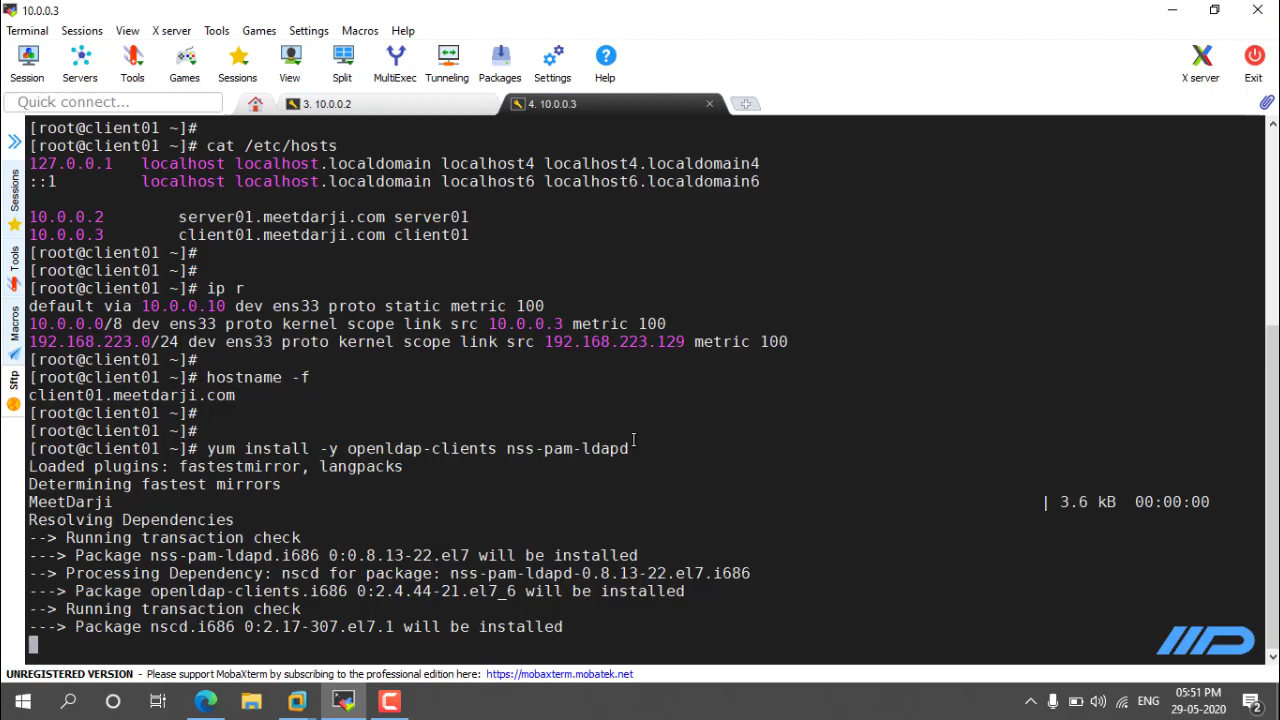 10.0.0.3
Terminal Sessions View X server Tools Games Settings Macros Help
Session Servers Tools Games Sessions View Split MultiExec Tunneling Packages Settings Help X server Exit
Quick connect... 3. 10.0.0.2 4. 10.0.0.3
Sessions
Tools
Macros
Sftp
[root@client01 ~]#
[root@client01 ~]# cat /etc/hosts
127.0.0.1   localhost localhost.localdomain localhost4 localhost4.localdomain4
::1         localhost localhost.localdomain localhost6 localhost6.localdomain6
10.0.0.2        server01.meetdarji.com server01
10.0.0.3        client01.meetdarji.com client01
[root@client01 ~]#
[root@client01 ~]#
[root@client01 ~]# ip r
default via 10.0.0.10 dev ens33 proto static metric 100
10.0.0.0/8 dev ens33 proto kernel scope link src 10.0.0.3 metric 100
192.168.223.0/24 dev ens33 proto kernel scope link src 192.168.223.129 metric 100
[root@client01 ~]#
[root@client01 ~]# hostname -f
client01.meetdarji.com
[root@client01 ~]#
[root@client01 ~]#
[root@client01 ~]# yum install -y openldap-clients nss-pam-ldapd
Loaded plugins: fastestmirror, langpacks
Determining fastest mirrors
MeetDarji | 3.6 kB  00:00:00
Resolving Dependencies
--> Running transaction check
---> Package nss-pam-ldapd.i686 0:0.8.13-22.el7 will be installed
--> Processing Dependency: nscd for package: nss-pam-ldapd-0.8.13-22.el7.i686
---> Package openldap-clients.i686 0:2.4.44-21.el7_6 will be installed
--> Running transaction check
---> Package nscd.i686 0:2.17-307.el7.1 will be installed
UNREGISTERED VERSION - Please support MobaXterm by subscribing to the professional edition here: https://mobaxterm.mobatek.net
ENG
05:51 PM
29-05-2020
2